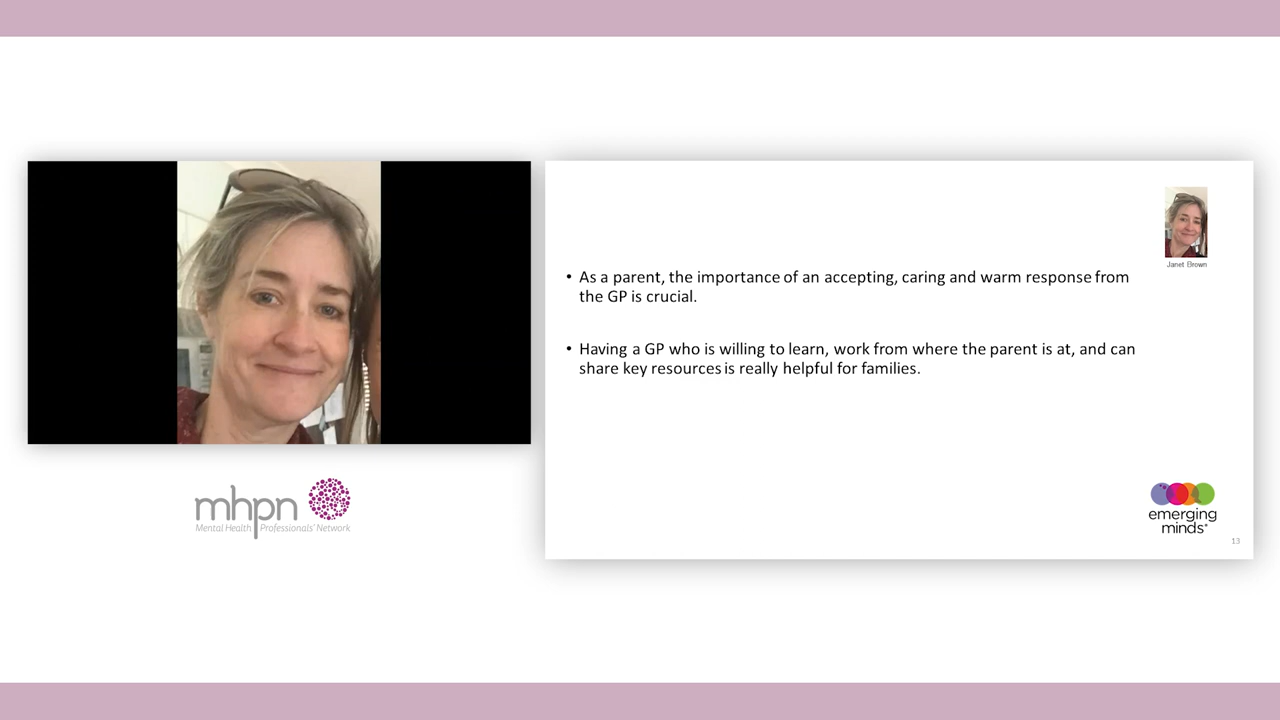 Janet Brown
• As a parent, the importance of an accepting, caring and warm response from
the GP is crucial.
• Having a GP who is willing to learn, work from where the parent is at, and can
share key resources is really helpful for families.
mhpn
Mental Health Professionals' Network
emerging
minds
13